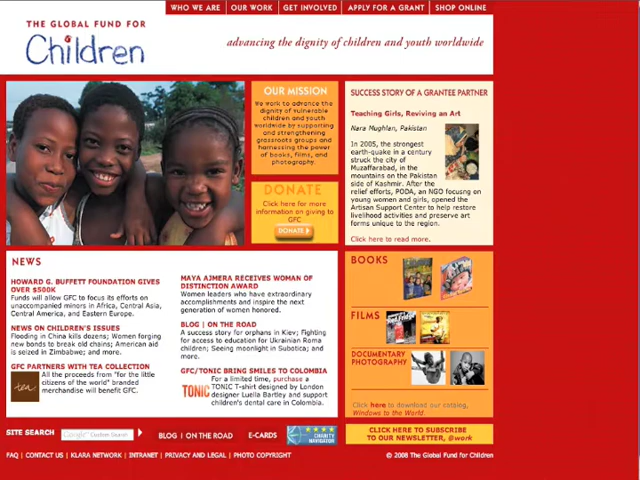 WHO WE ARE | OUR WORK | GET INVOLVED | APPLY FOR A GRANT | SHOP ONLINE
THE GLOBAL FUND FOR
Children
advancing the dignity of children and youth worldwide
OUR MISSION
We work to advance the
dignity of vulnerable
children and youth
worldwide by supporting
and strengthening
grassroots groups and
harnessing the power
of books, films, and
photography.
DONATE
Click here for more
information on giving to
GFC
DONATE
SUCCESS STORY OF A GRANTEE PARTNER
Teaching Girls, Reviving an Art
Nara Mughlan, Pakistan
In 2005, the strongest
earth-quake in a century
struck the city of
Muzaffarabad, in the
mountains on the Pakistan
side of Kashmir. After the
relief efforts, PODA, an NGO focusing on
young women and girls, opened the
Artisan Support Center to help restore
livelihood activities and preserve art
forms unique to the region.
Click here to read more.
NEWS
HOWARD G. BUFFETT FOUNDATION GIVES
OVER $500K
Funds will allow GFC to focus its efforts on
unaccompanied minors in Africa, Central Asia,
Central America, and Eastern Europe.
NEWS ON CHILDREN'S ISSUES
Flooding in China kills dozens; Women forging
new bonds to break old chains; American aid
is seized in Zimbabwe; and more.
GFC PARTNERS WITH TEA COLLECTION
tea
All the proceeds from "for the little
citizens of the world" branded
merchandise will benefit GFC.
MAYA AJMERA RECEIVES WOMAN OF
DISTINCTION AWARD
Women leaders who have extraordinary
accomplishments and inspire the next
generation of women honored.
BLOG | ON THE ROAD
A success story for orphans in Kiev; Fighting
for access to education for Ukrainian Roma
children; Seeing moonlight in Subotica; and
more.
GFC/TONIC BRING SMILES TO COLOMBIA
TONIC
For a limited time, purchase a
TONIC T-shirt designed by London
designer Luella Bartley and support
children's dental care in Colombia.
BOOKS
FILMS
DOCUMENTARY
PHOTOGRAPHY
Click here to download our catalog,
Windows to the World.
SITE SEARCH
Google Custom Search
BLOG | ON THE ROAD
E-CARDS
CHARITY
NAVIGATOR
CLICK HERE TO SUBSCRIBE
TO OUR NEWSLETTER, @work
FAQ | CONTACT US | KLARA NETWORK | INTRANET | PRIVACY AND LEGAL | PHOTO COPYRIGHT
© 2008 The Global Fund for Children